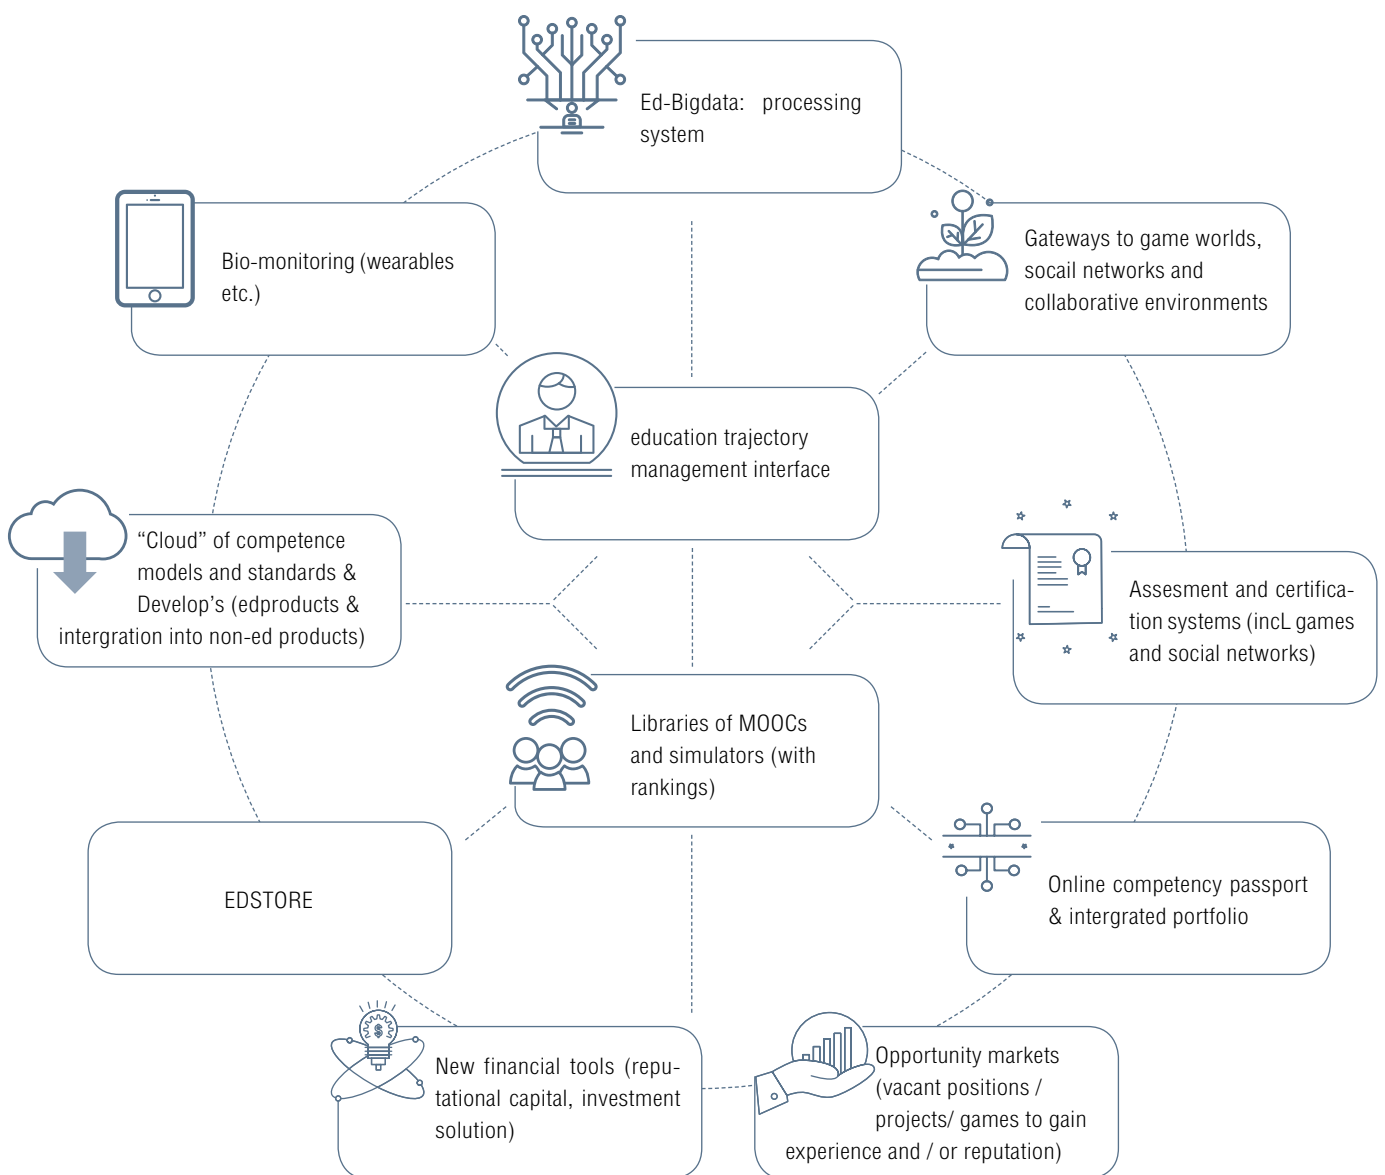 Ed-Bigdata: processing
system
Bio-monitoring (wearables
etc.)
Gateways to game worlds,
socail networks and
collaborative environments
education trajectory
management interface
“Cloud” of competence
models and standards &
Develop’s (edproducts &
intergration into non-ed products)
Assesment and certifica-
tion systems (incL games
and social networks)
Libraries of MOOCs
and simulators (with
rankings)
EDSTORE
Online competency passport
& intergrated portfolio
New financial tools (repu-
tational capital, investment
solution)
Opportunity markets
(vacant positions /
projects/ games to gain
experience and / or reputation)
$